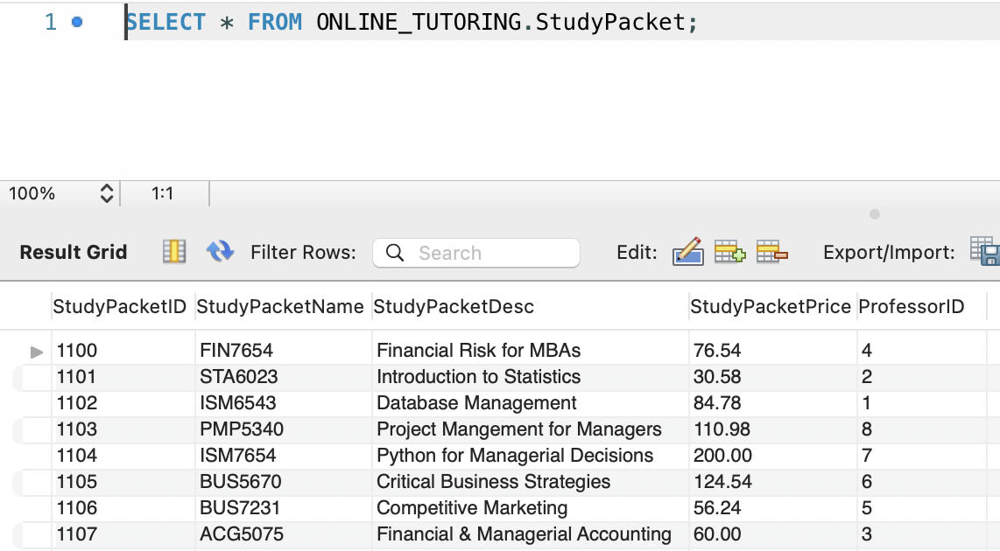 1 SELECT * FROM ONLINE_TUTORING.StudyPacket;
100% 1:1
Result Grid Filter Rows: Search Edit: Export/Import:
StudyPacketID StudyPacketName StudyPacketDesc StudyPacketPrice ProfessorID
1100 FIN7654 Financial Risk for MBAs 76.54 4
1101 STA6023 Introduction to Statistics 30.58 2
1102 ISM6543 Database Management 84.78 1
1103 PMP5340 Project Mangement for Managers 110.98 8
1104 ISM7654 Python for Managerial Decisions 200.00 7
1105 BUS5670 Critical Business Strategies 124.54 6
1106 BUS7231 Competitive Marketing 56.24 5
1107 ACG5075 Financial & Managerial Accounting 60.00 3